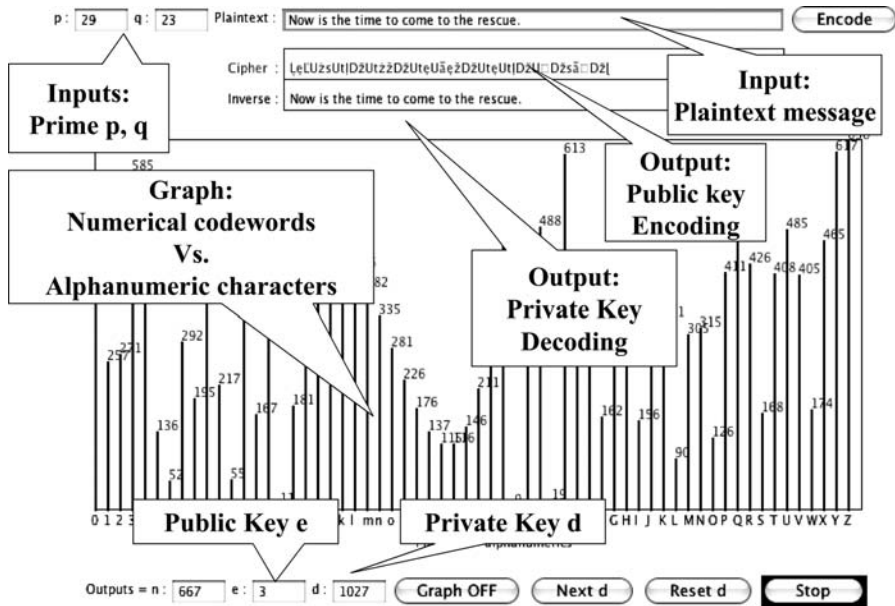 p : 29 q : 23 Plaintext : Now is the time to come to the rescue. Encode
Cipher :
Inverse : Now is the time to come to the rescue.
Inputs:
Prime p, q
Input:
Plaintext message
Output:
Public key
Encoding
Graph:
Numerical codewords
Vs.
Alphanumeric characters
Output:
Private Key
Decoding
585
613
617
488
485
465
257
271
136
52
292
195
217
55
167
181
335
281
226
176
137
146
211
19
162
156
90
305
315
126
411
426
168
408
405
174
0 1 2 3 k l m n o G H I J K L M N O P Q R S T U V W X Y Z
Public Key e
Private Key d
Outputs = n : 667 e : 3 d : 1027 Graph OFF Next d Reset d Stop